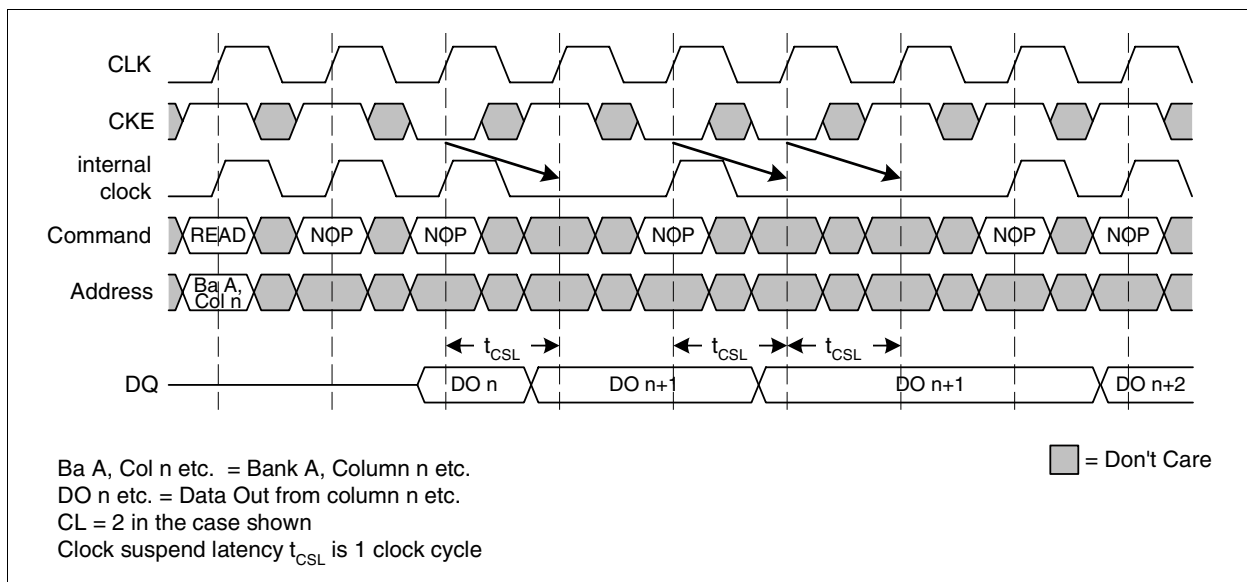 CLK
CKE
internal
clock
Command READ NOP NOP NOP NOP NOP
Address Ba A,
Col n
tCSL tCSL tCSL
DQ DO n DO n+1 DO n+1 DO n+2
Ba A, Col n etc. = Bank A, Column n etc.
DO n etc. = Data Out from column n etc.
CL = 2 in the case shown
Clock suspend latency tCSL is 1 clock cycle
= Don't Care